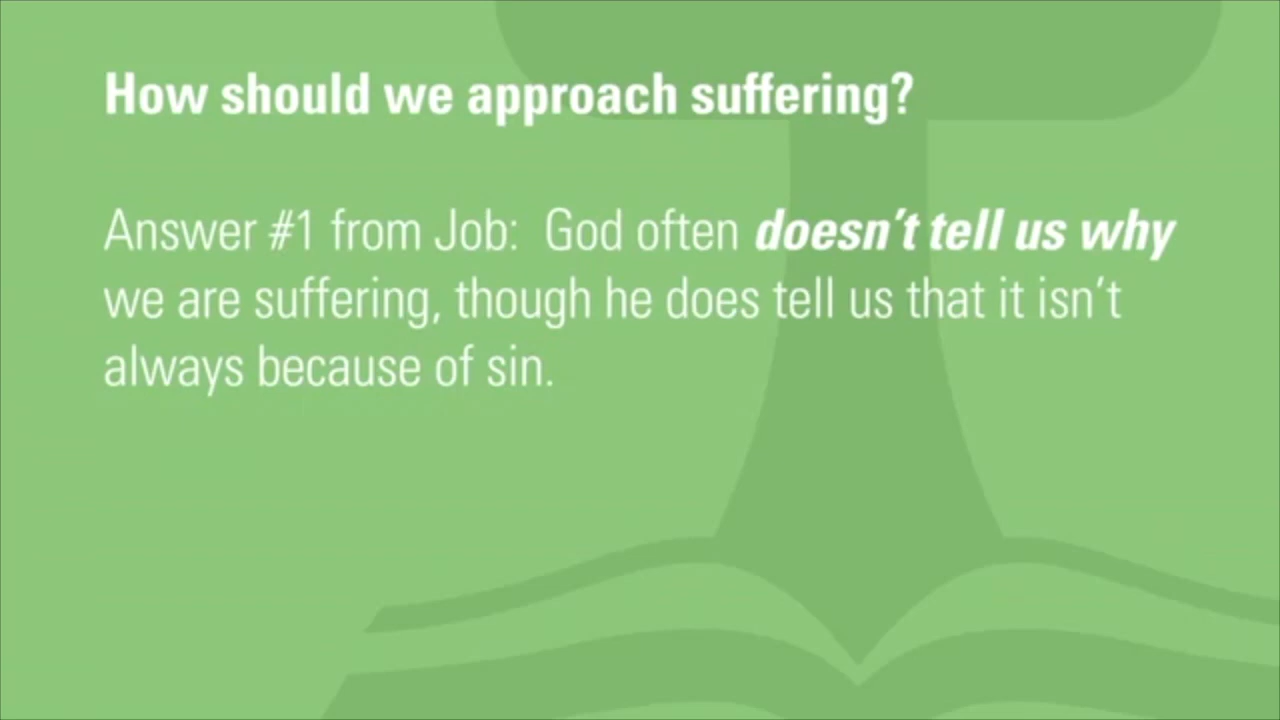 How should we approach suffering?
Answer #1 from Job:  God often doesn't tell us why
we are suffering, though he does tell us that it isn't
always because of sin.